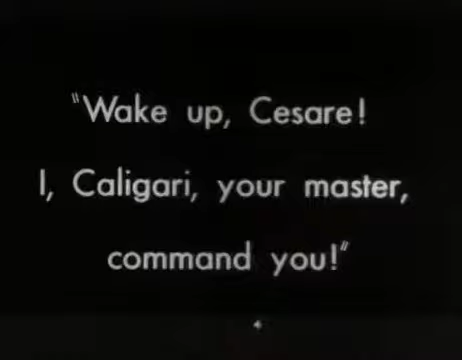 "Wake up, Cesare!
I, Caligari, your master,
command you!"